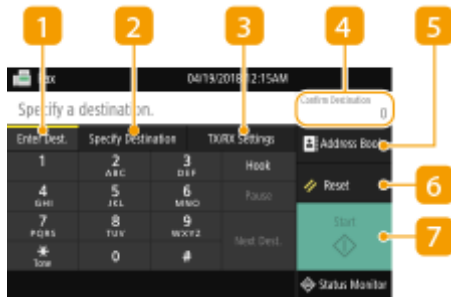 1 2 3 4 5
Fax 04/19/2018 12:15AM
Specify a destination.
Confirm Destination
0
Enter Dest. Specify Destination TX/RX Settings
Address Book
1 2 ABC 3 DEF Hook
4 GHI 5 JKL 6 MNO Pause
Reset 6
7 PQRS 8 TUV 9 WXYZ Next Dest.
Start 7
* Tone 0 #
Status Monitor